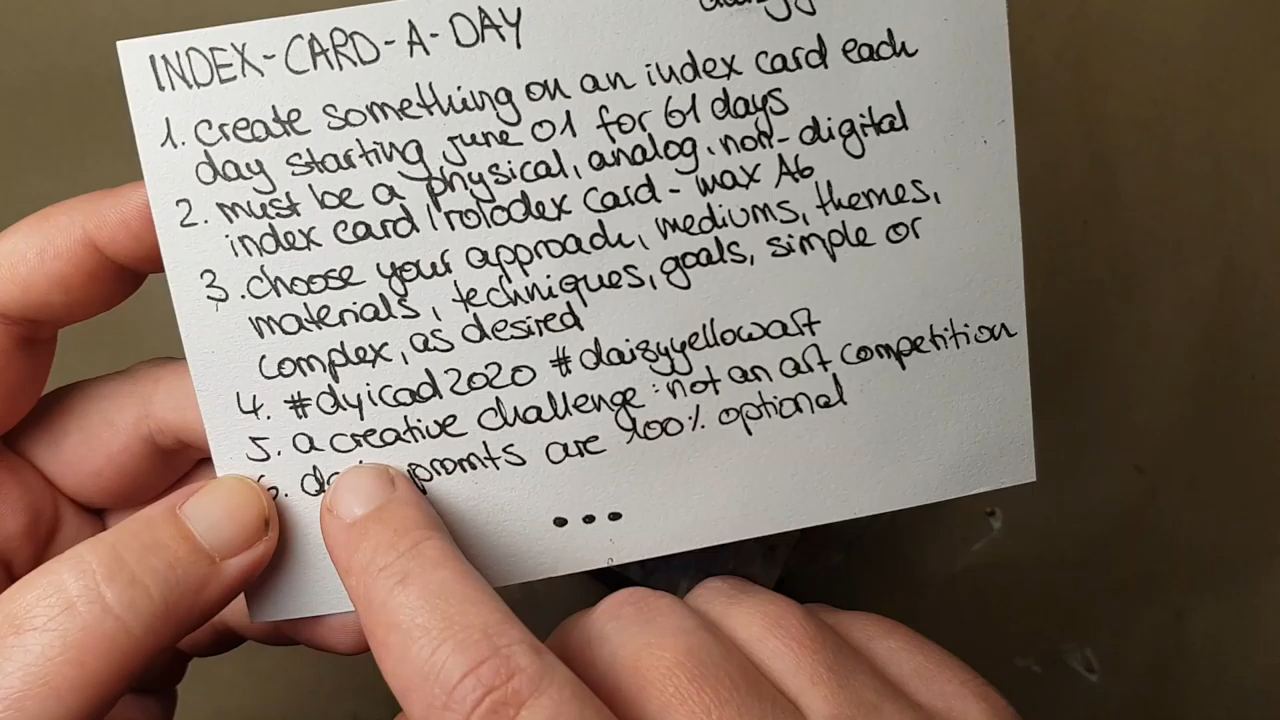 INDEX-CARD-A-DAY
1. create something on an index card each
day starting june 01 for 61 days
2. must be a physical, analog, non-digital
index card / rolodex card - max A6
3. choose your approach, mediums, themes,
materials, techniques, goals, simple or
complex, as desired
4. #dyicad2020 #daisyyellowart
5. a creative challenge: not an art competition
6. promts are 100% optional
...